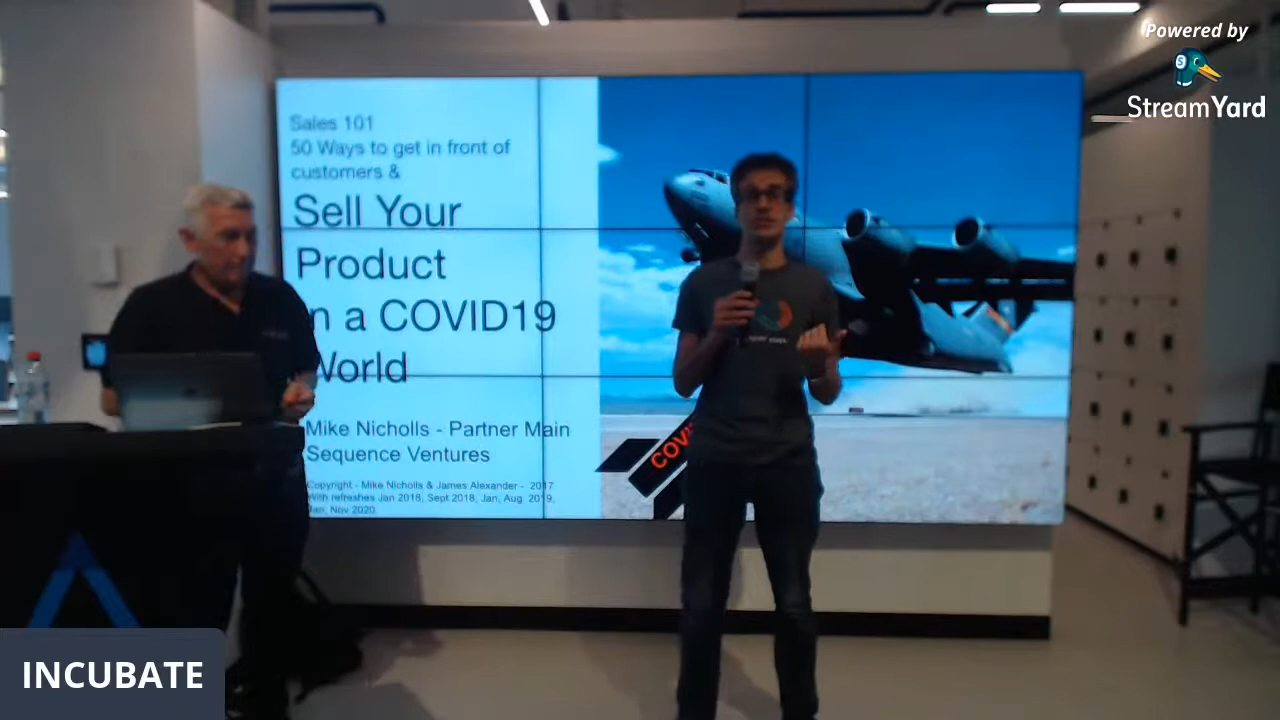 Powered by
StreamYard
Sales 101
50 Ways to get in front of
customers &
Sell Your
Product
n a COVID19
World
Mike Nicholls - Partner Main
Sequence Ventures
Copyright - Mike Nicholls & James Alexander - 2017
With refreshes Jan 2018, Sept 2018, Jan, Aug 2019,
Jan, Nov 2020
COVI
INCUBATE